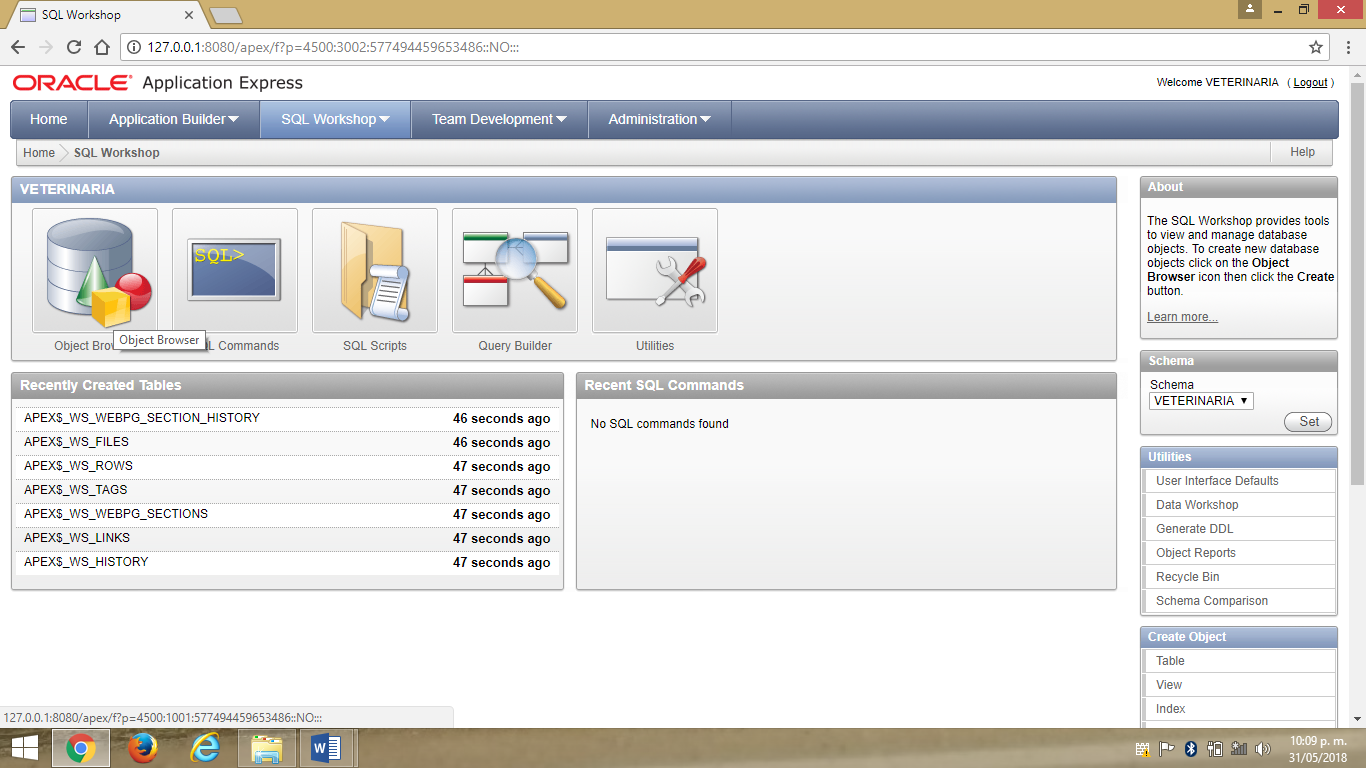 SQL Workshop
127.0.0.1:8080/apex/f?p=4500:3002:577494459653486::NO:::
ORACLE Application Express
Welcome VETERINARIA ( Logout )
Home Application Builder SQL Workshop Team Development Administration
Home SQL Workshop Help
VETERINARIA
SQL>
Object Brow L Commands SQL Scripts Query Builder Utilities
Object Browser
Recently Created Tables
APEX$_WS_WEBPG_SECTION_HISTORY 46 seconds ago
APEX$_WS_FILES 46 seconds ago
APEX$_WS_ROWS 47 seconds ago
APEX$_WS_TAGS 47 seconds ago
APEX$_WS_WEBPG_SECTIONS 47 seconds ago
APEX$_WS_LINKS 47 seconds ago
APEX$_WS_HISTORY 47 seconds ago
Recent SQL Commands
No SQL commands found
About
The SQL Workshop provides tools
to view and manage database
objects. To create new database
objects click on the Object
Browser icon then click the Create
button.
Learn more...
Schema
Schema
VETERINARIA
Set
Utilities
User Interface Defaults
Data Workshop
Generate DDL
Object Reports
Recycle Bin
Schema Comparison
Create Object
Table
View
Index
127.0.0.1:8080/apex/f?p=4500:1001:577494459653486::NO:::
10:09 p. m.
31/05/2018